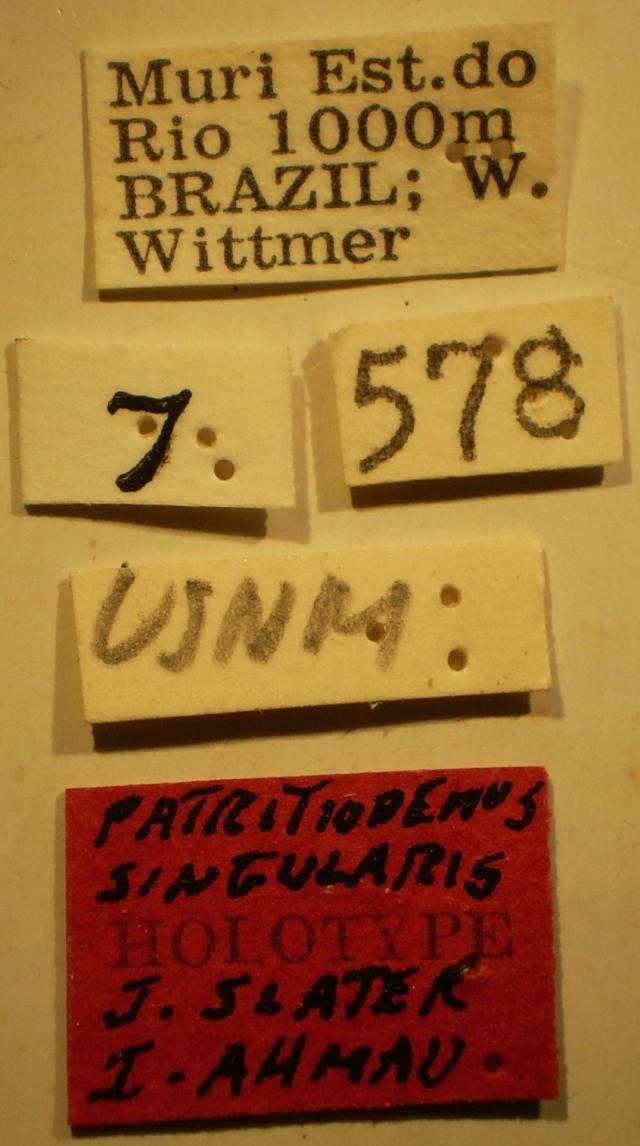 Muri Est.do
Rio 1000m
BRAZIL; W.
Wittmer
7.
578
USNM
PATRITIODEMUS
SINGULARIS
HOLOTYPE
J. SLATER
I. AHMAD